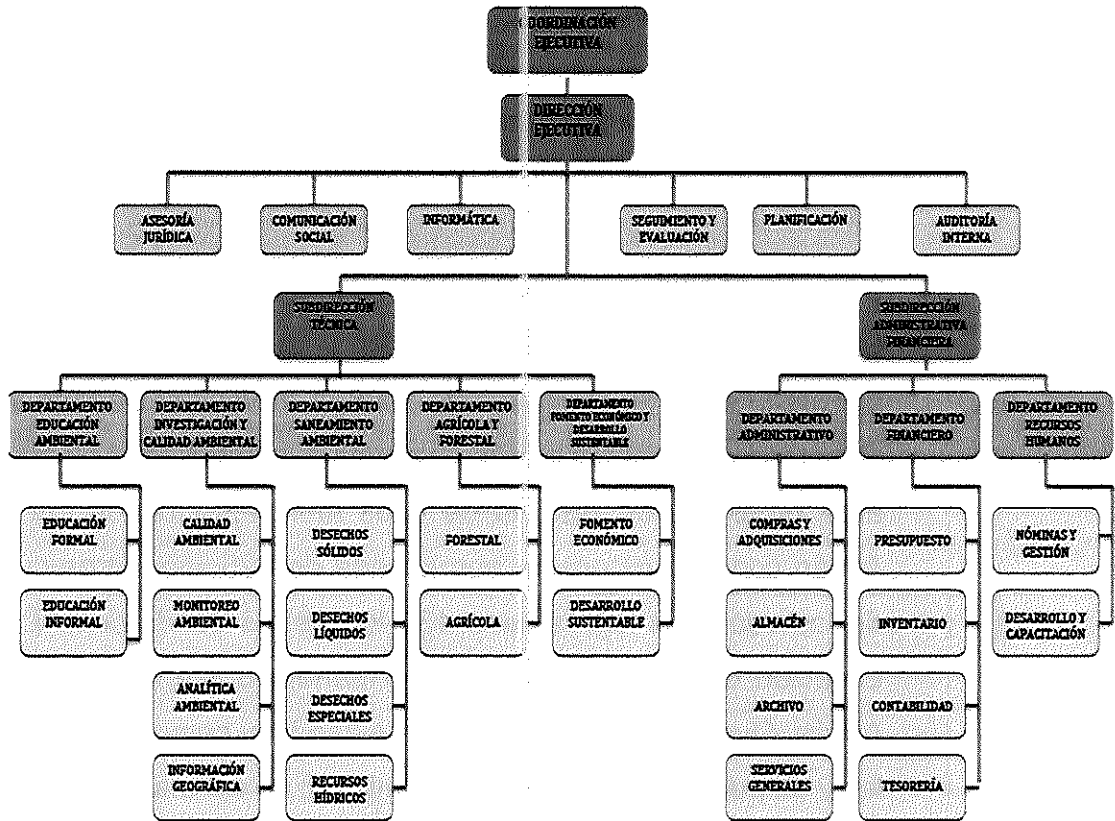 COORDINACIÓN
EJECUTIVA
DIRECCIÓN
EJECUTIVA
ASESORÍA
JURÍDICA
COMUNICACIÓN
SOCIAL
INFORMÁTICA
SEGUIMIENTO Y
EVALUACIÓN
PLANIFICACIÓN
AUDITORÍA
INTERNA
SUBDIRECCIÓN
TÉCNICA
SUBDIRECCIÓN
ADMINISTRATIVA
FINANCIERA
DEPARTAMENTO
EDUCACIÓN
AMBIENTAL
DEPARTAMENTO
INVESTIGACIÓN Y
CALIDAD AMBIENTAL
DEPARTAMENTO
SANEAMIENTO
AMBIENTAL
DEPARTAMENTO
AGRÍCOLA Y
FORESTAL
DEPARTAMENTO
FOMENTO ECONÓMICO Y
DESARROLLO
SUSTENTABLE
DEPARTAMENTO
ADMINISTRATIVO
DEPARTAMENTO
FINANCIERO
DEPARTAMENTO
RECURSOS
HUMANOS
EDUCACIÓN
FORMAL
EDUCACIÓN
INFORMAL
CALIDAD
AMBIENTAL
MONITOREO
AMBIENTAL
ANALÍTICA
AMBIENTAL
INFORMACIÓN
GEOGRÁFICA
DESECHOS
SÓLIDOS
DESECHOS
LÍQUIDOS
DESECHOS
ESPECIALES
RECURSOS
HÍDRICOS
FORESTAL
AGRÍCOLA
FOMENTO
ECONÓMICO
DESARROLLO
SUSTENTABLE
COMPRAS Y
ADQUISICIONES
ALMACÉN
ARCHIVO
SERVICIOS
GENERALES
PRESUPUESTO
INVENTARIO
CONTABILIDAD
TESORERÍA
NÓMINAS Y
GESTIÓN
DESARROLLO Y
CAPACITACIÓN